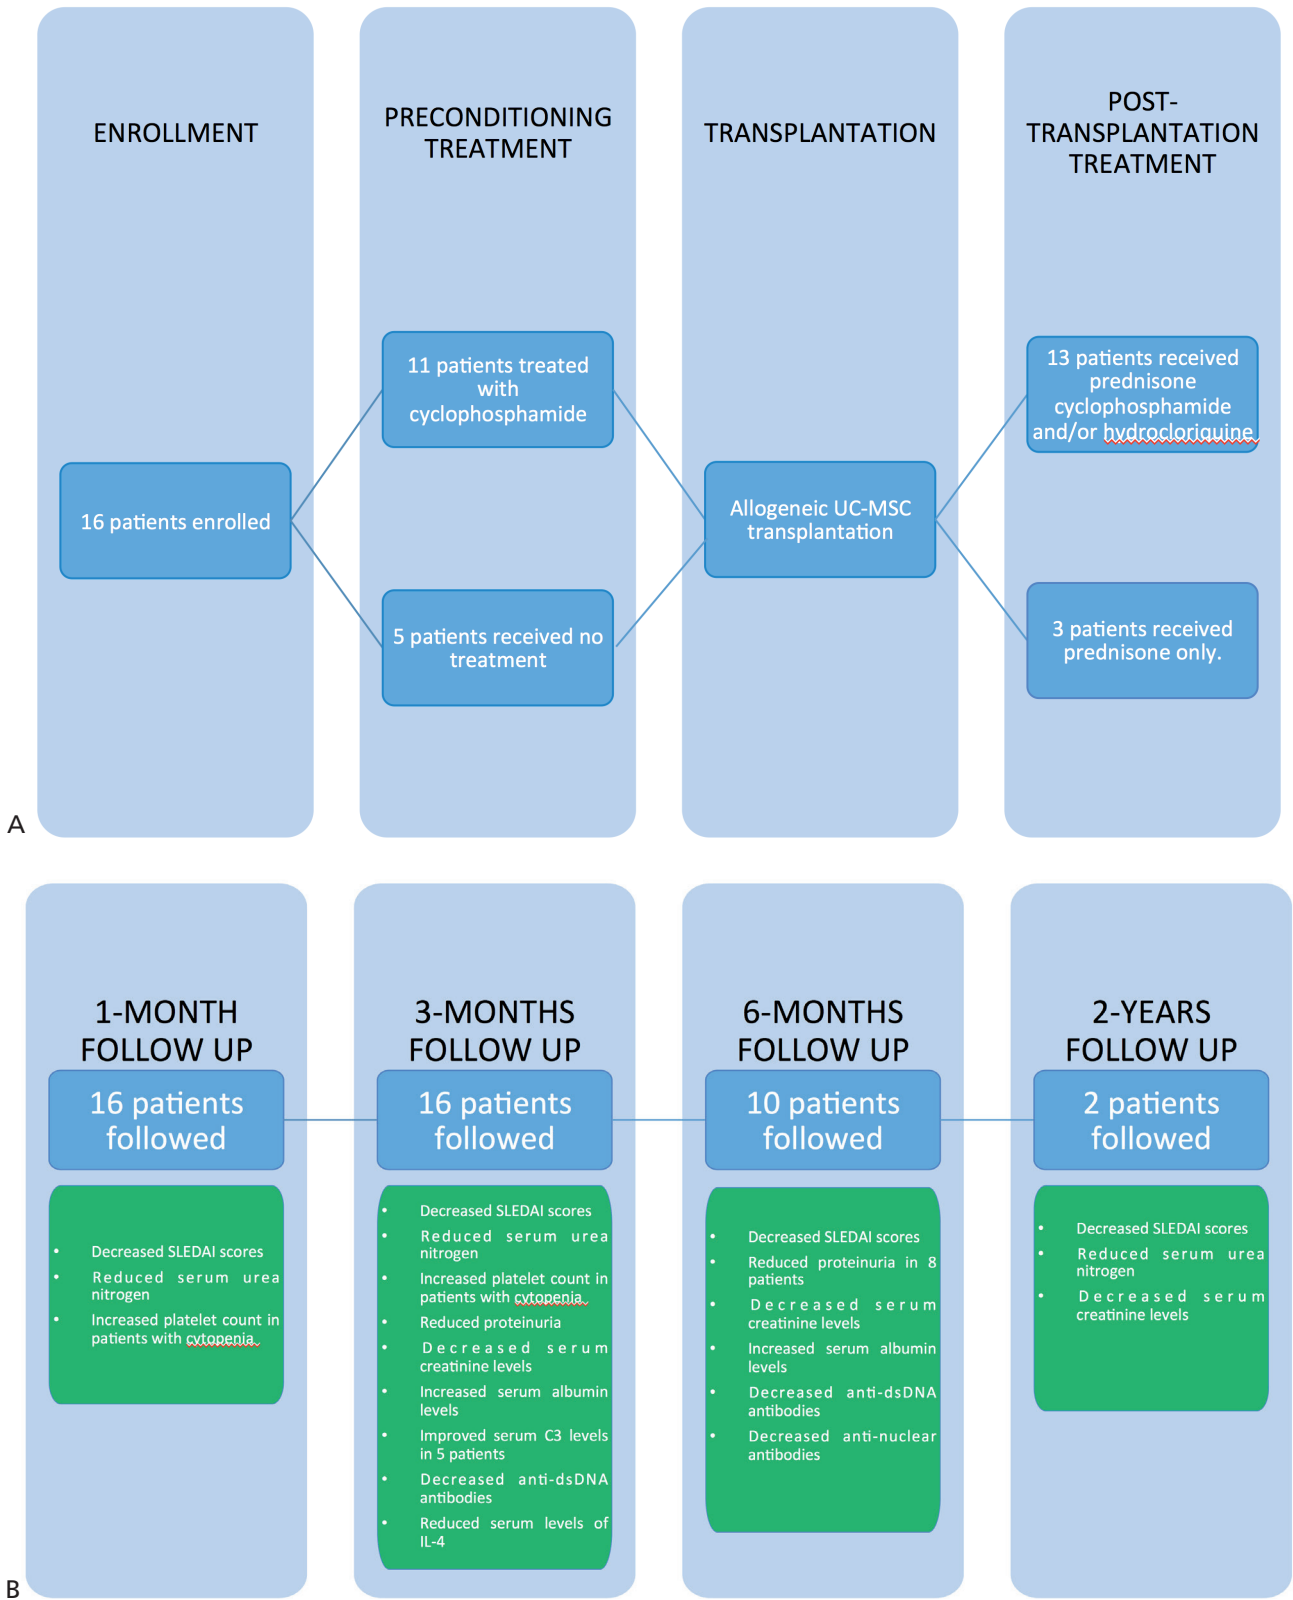 ENROLLMENT
16 patients enrolled
PRECONDITIONING
TREATMENT
11 patients treated
with
cyclophosphamide
5 patients received no
treatment
TRANSPLANTATION
Allogeneic UC-MSC
transplantation
POST-
TRANSPLANTATION
TREATMENT
13 patients received
prednisone
cyclophosphamide
and/or hydrocloriquine.
3 patients received
prednisone only.
A
1-MONTH
FOLLOW UP
16 patients
followed
• Decreased SLEDAI scores
• Reduced serum urea
nitrogen
• Increased platelet count in
patients with cytopenia
3-MONTHS
FOLLOW UP
16 patients
followed
• Decreased SLEDAI scores
• Reduced serum urea
nitrogen
• Increased platelet count in
patients with cytopenia
• Reduced proteinuria
• Decreased serum
creatinine levels
• Increased serum albumin
levels
• Improved serum C3 levels
in 5 patients
• Decreased anti-dsDNA
antibodies
• Reduced serum levels of
IL-4
6-MONTHS
FOLLOW UP
10 patients
followed
• Decreased SLEDAI scores
• Reduced proteinuria in 8
patients
• Decreased serum
creatinine levels
• Increased serum albumin
levels
• Decreased anti-dsDNA
antibodies
• Decreased anti-nuclear
antibodies
2-YEARS
FOLLOW UP
2 patients
followed
• Decreased SLEDAI scores
• Reduced serum urea
nitrogen
• Decreased serum
creatinine levels
B